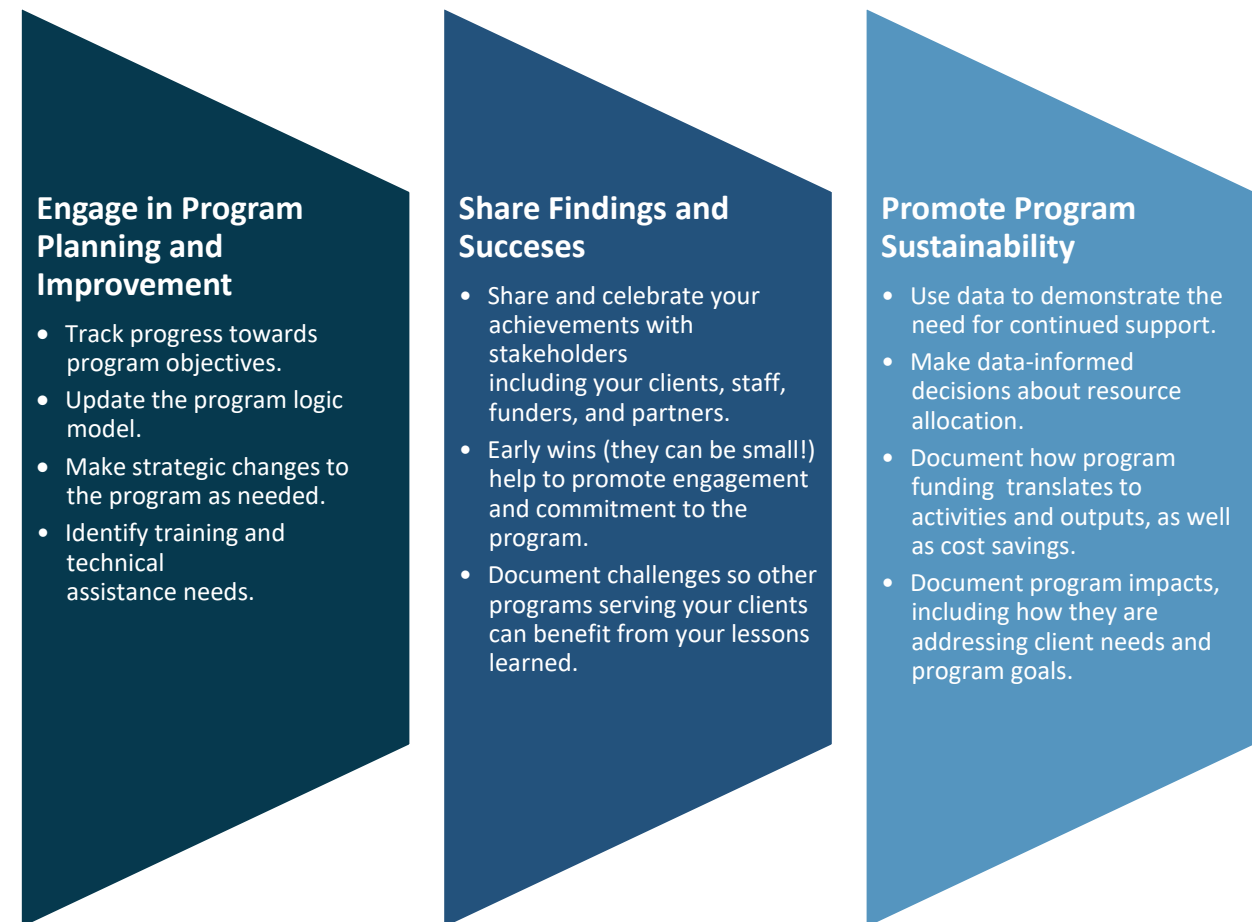 Engage in Program
Planning and
Improvement
• Track progress towards
program objectives.
• Update the program logic
model.
• Make strategic changes to
the program as needed.
• Identify training and
technical
assistance needs.
Share Findings and
Succeses
• Share and celebrate your
achievements with
stakeholders
including your clients, staff,
funders, and partners.
• Early wins (they can be small!)
help to promote engagement
and commitment to the
program.
• Document challenges so other
programs serving your clients
can benefit from your lessons
learned.
Promote Program
Sustainability
• Use data to demonstrate the
need for continued support.
• Make data-informed
decisions about resource
allocation.
• Document how program
funding  translates to
activities and outputs, as well
as cost savings.
• Document program impacts,
including how they are
addressing client needs and
program goals.